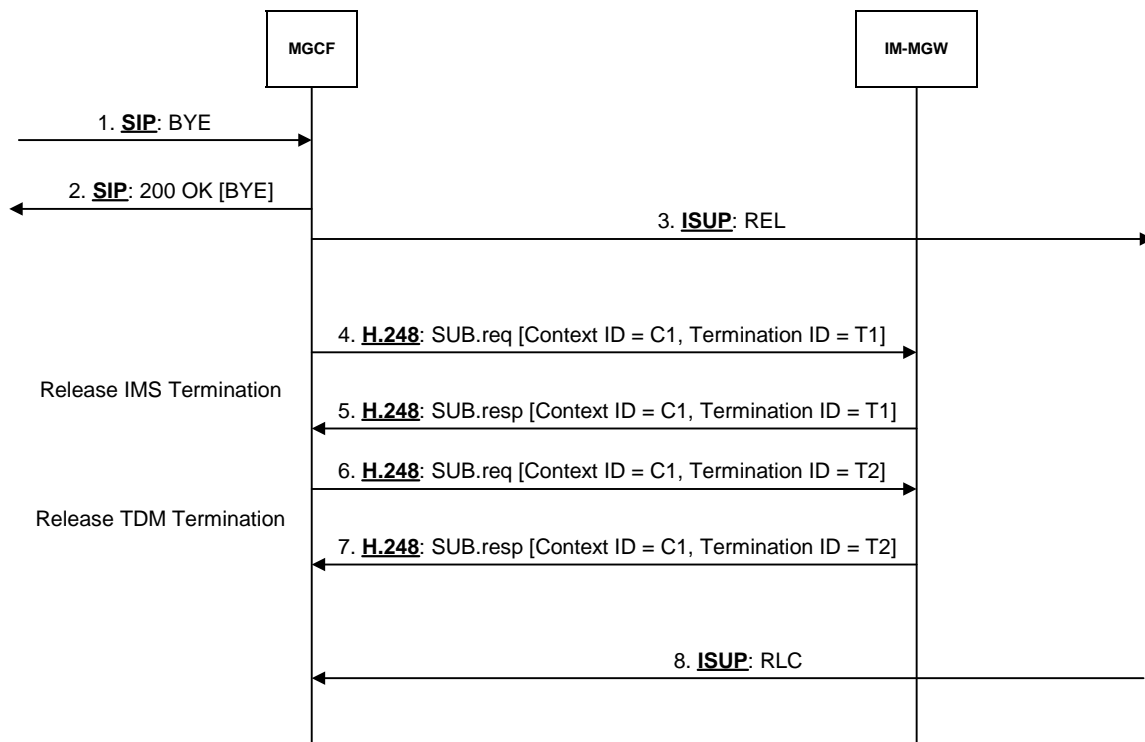 MGCF
IM-MGW
1. SIP: BYE
2. SIP: 200 OK [BYE]
3. ISUP: REL
4. H.248: SUB.req [Context ID = C1, Termination ID = T1]
Release IMS Termination
5. H.248: SUB.resp [Context ID = C1, Termination ID = T1]
6. H.248: SUB.req [Context ID = C1, Termination ID = T2]
Release TDM Termination
7. H.248: SUB.resp [Context ID = C1, Termination ID = T2]
8. ISUP: RLC